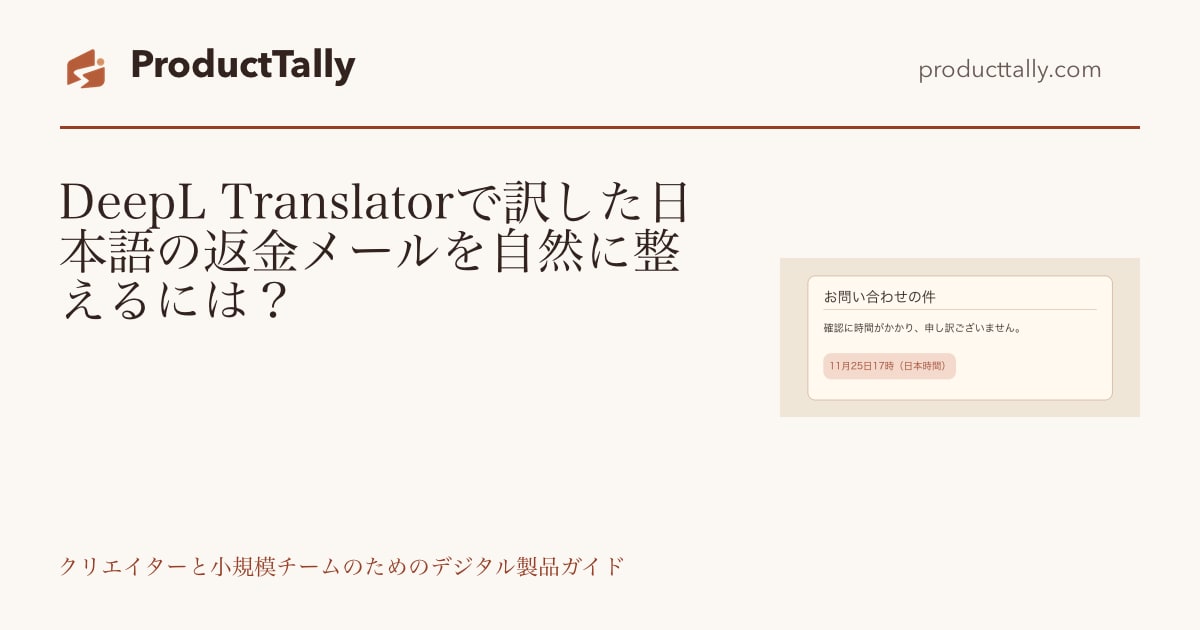 ProductTally
producttally.com
DeepL Translatorで訳した日
本語の返金メールを自然に整
えるには？
お問い合わせの件
確認に時間がかかり、申し訳ございません。
11月25日17時（日本時間）
クリエイターと小規模チームのためのデジタル製品ガイド